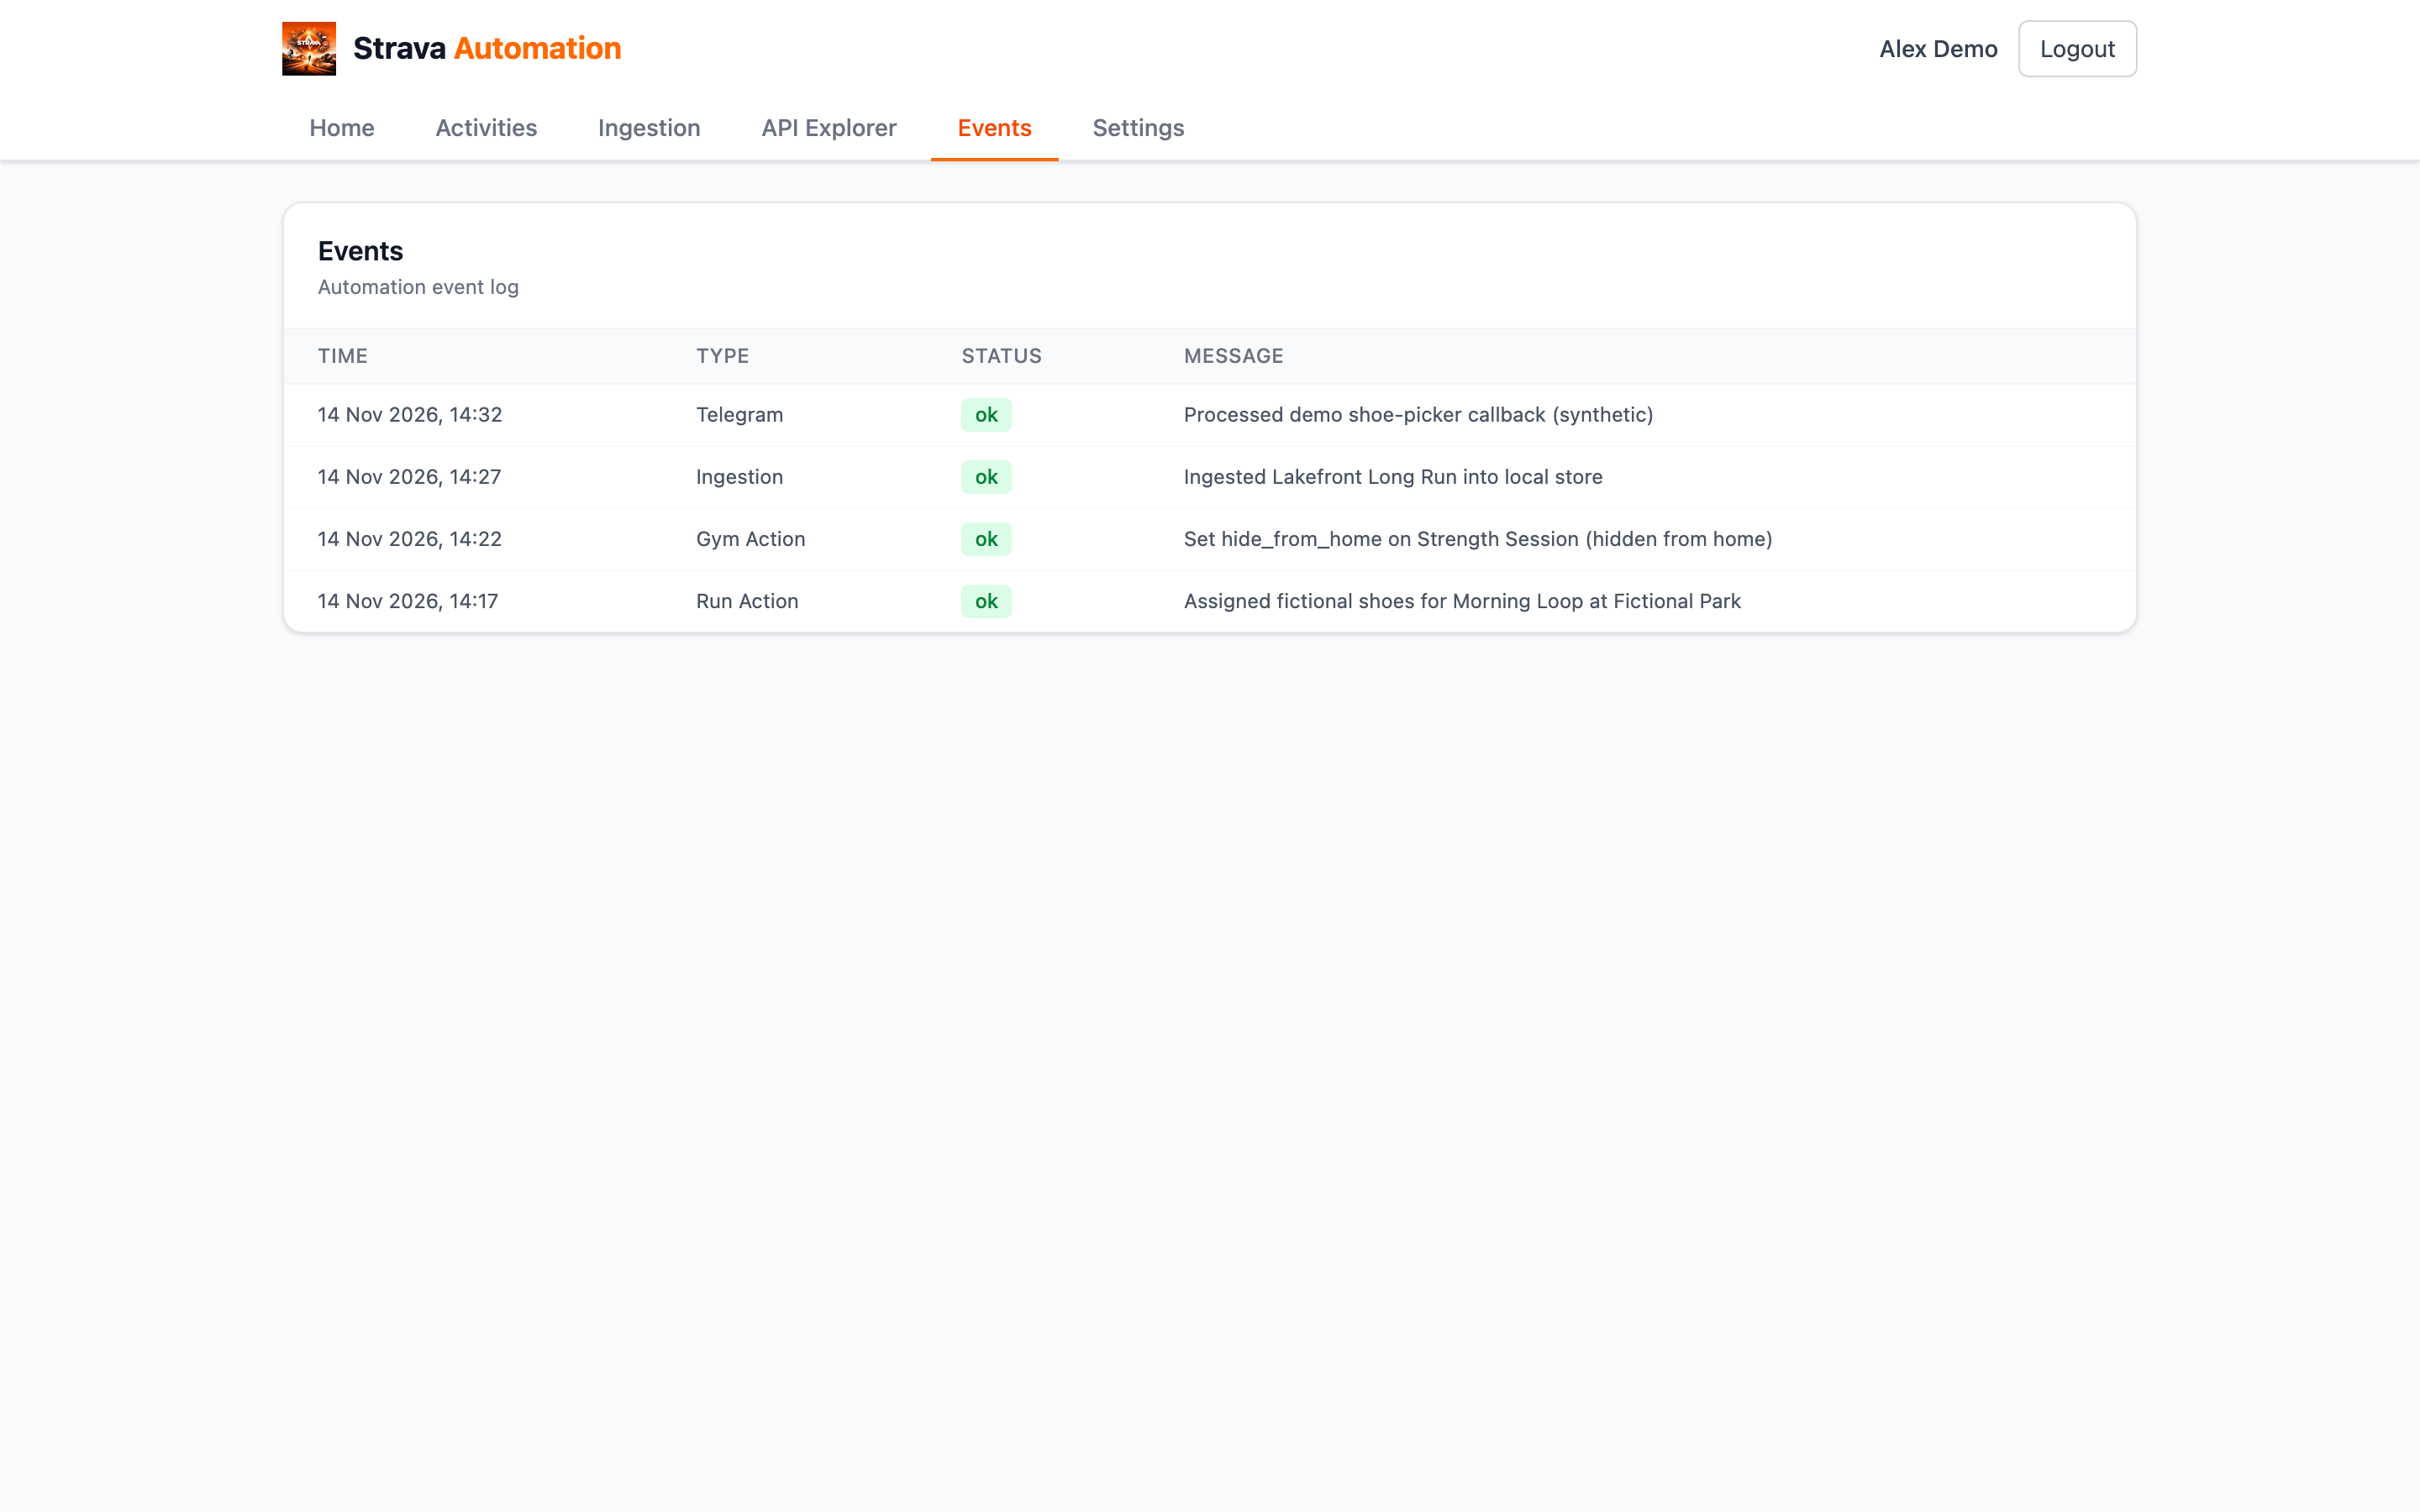 STRAVA
Strava Automation
Alex Demo
Logout
Home
Activities
Ingestion
API Explorer
Events
Settings
Events
Automation event log
TIME TYPE STATUS MESSAGE
14 Nov 2026, 14:32 Telegram ok Processed demo shoe-picker callback (synthetic)
14 Nov 2026, 14:27 Ingestion ok Ingested Lakefront Long Run into local store
14 Nov 2026, 14:22 Gym Action ok Set hide_from_home on Strength Session (hidden from home)
14 Nov 2026, 14:17 Run Action ok Assigned fictional shoes for Morning Loop at Fictional Park